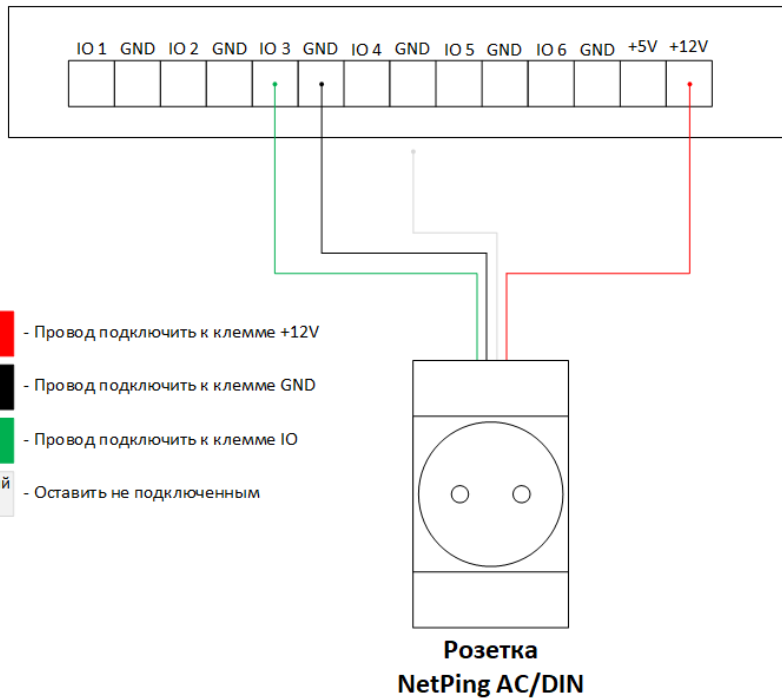 IO 1 GND IO 2 GND IO 3 GND IO 4 GND IO 5 GND IO 6 GND +5V +12V
- Провод подключить к клемме +12V
- Провод подключить к клемме GND
- Провод подключить к клемме IO
й - Оставить не подключенным
Розетка
NetPing AC/DIN